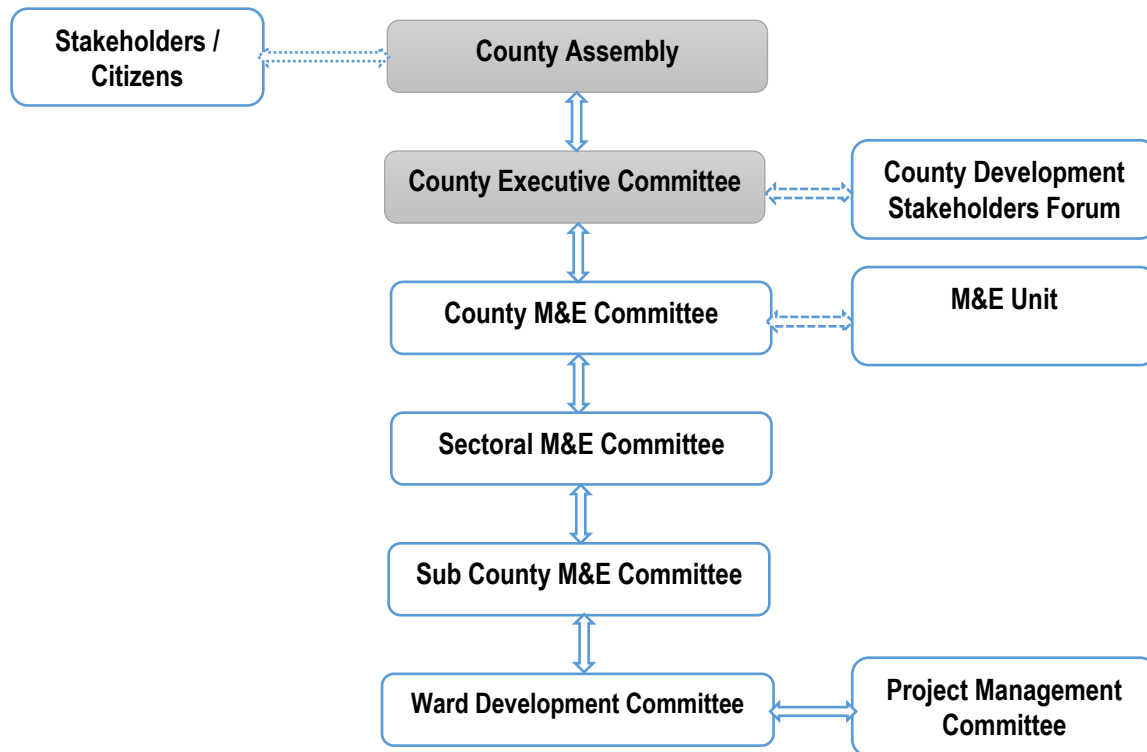 Stakeholders /
Citizens
County Assembly
County Executive Committee
County Development
Stakeholders Forum
County M&E Committee
M&E Unit
Sectoral M&E Committee
Sub County M&E Committee
Ward Development Committee
Project Management
Committee